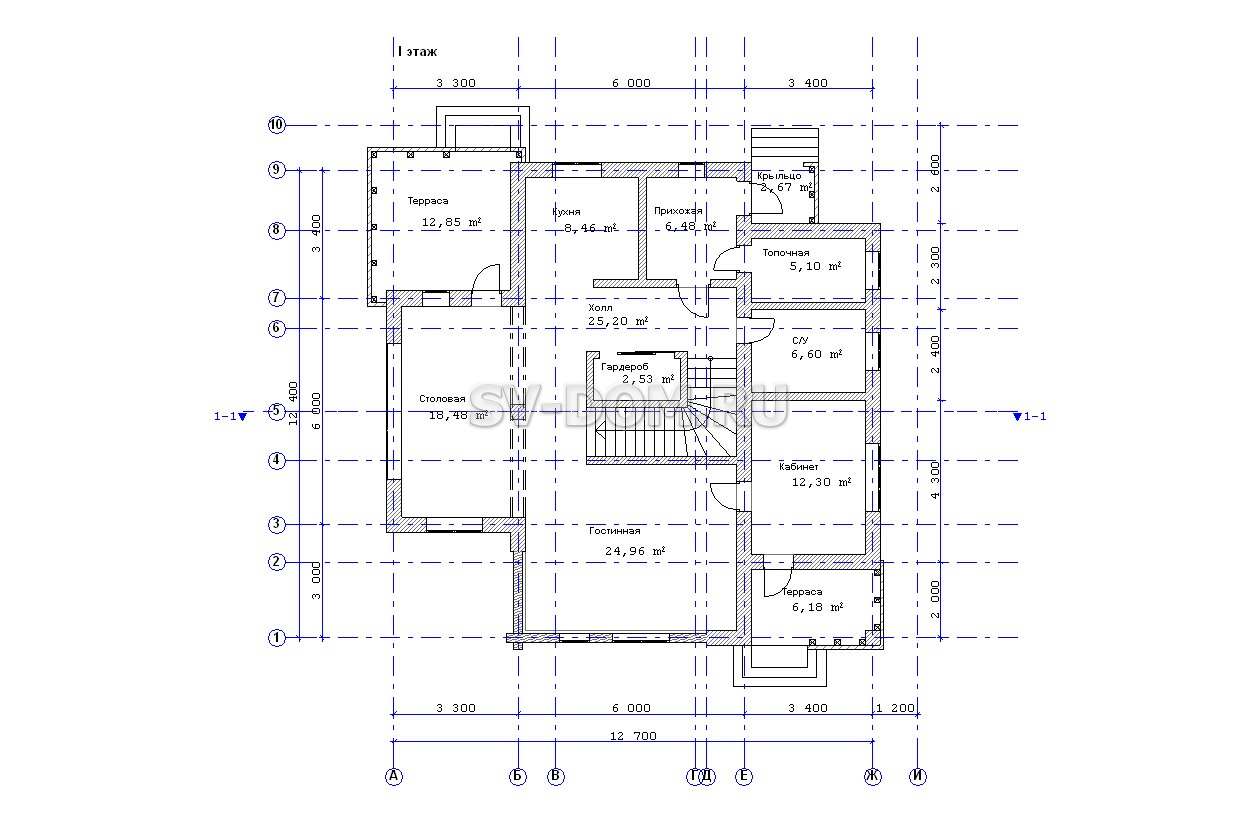 I этаж
3 300
6 000
3 400
10
9
8
7
6
5
4
3
2
1
12 400
3 400
6 000
3 000
2 600
2 300
2 400
4 300
2 000
1-1
1-1
Терраса
12,85 m²
Кухня
8,46 m²
Прихожая
6,48 m²
Крыльцо
2,67 m²
Топочная
5,10 m²
Холл
25,20 m²
С/У
6,60 m²
Гардероб
2,53 m²
Столовая
18,48 m²
SV-DOM.RU
Кабинет
12,30 m²
Гостинная
24,96 m²
Терраса
6,18 m²
3 300
6 000
3 400
1 200
12 700
А
Б
В
Г
Д
Е
Ж
И